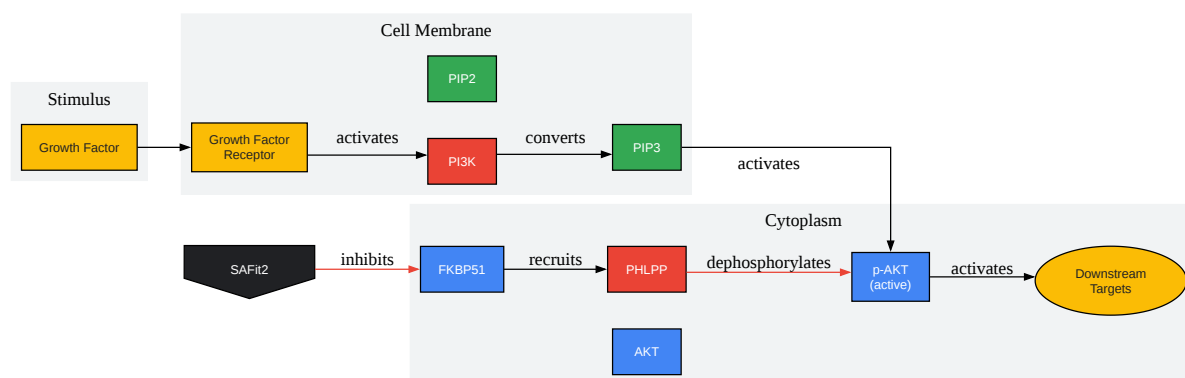 Cell Membrane
PIP2
Stimulus
Growth Factor
Growth Factor
Receptor
activates
PI3K
converts
PIP3
activates
Cytoplasm
SAFit2
inhibits
FKBP51
recruits
PHLPP
dephosphorylates
p-AKT
(active)
activates
Downstream
Targets
AKT